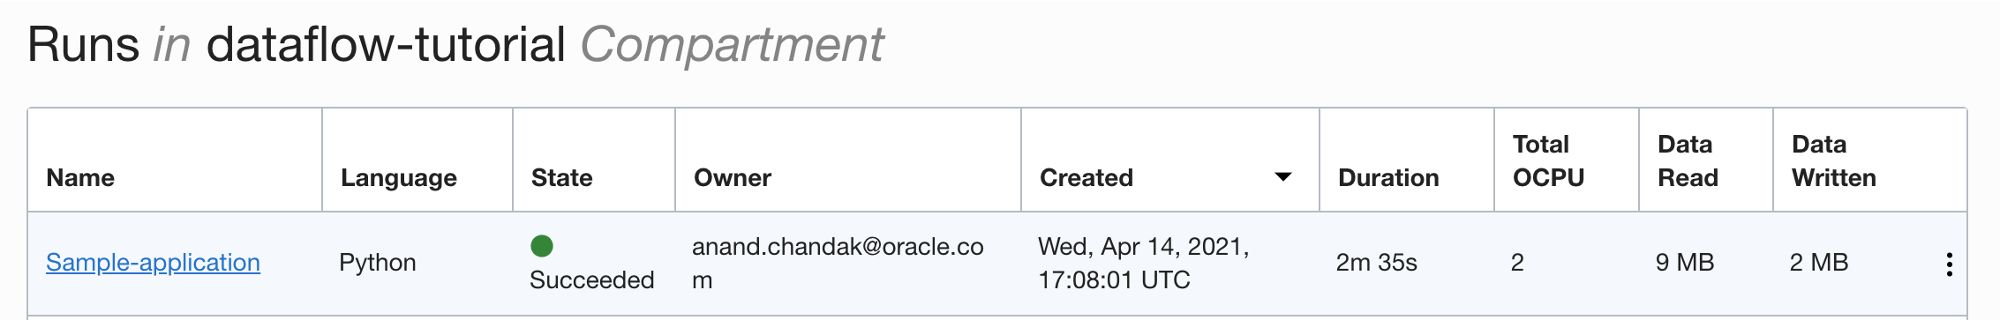 Runs in dataflow-tutorial Compartment
Name Language State Owner Created Duration Total OCPU Data Read Data Written
Sample-application Python Succeeded anand.chandak@oracle.com Wed, Apr 14, 2021, 17:08:01 UTC 2m 35s 2 9 MB 2 MB